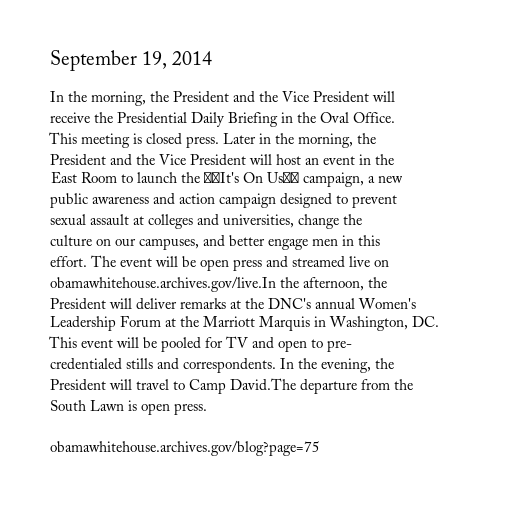 September 19, 2014
In the morning, the President and the Vice President will
receive the Presidential Daily Briefing in the Oval Office.
This meeting is closed press. Later in the morning, the
President and the Vice President will host an event in the
East Room to launch the It's On Us campaign, a new
public awareness and action campaign designed to prevent
sexual assault at colleges and universities, change the
culture on our campuses, and better engage men in this
effort. The event will be open press and streamed live on
obamawhitehouse.archives.gov/live.In the afternoon, the
President will deliver remarks at the DNC's annual Women's
Leadership Forum at the Marriott Marquis in Washington, DC.
This event will be pooled for TV and open to pre-
credentialed stills and correspondents. In the evening, the
President will travel to Camp David.The departure from the
South Lawn is open press.
obamawhitehouse.archives.gov/blog?page=75